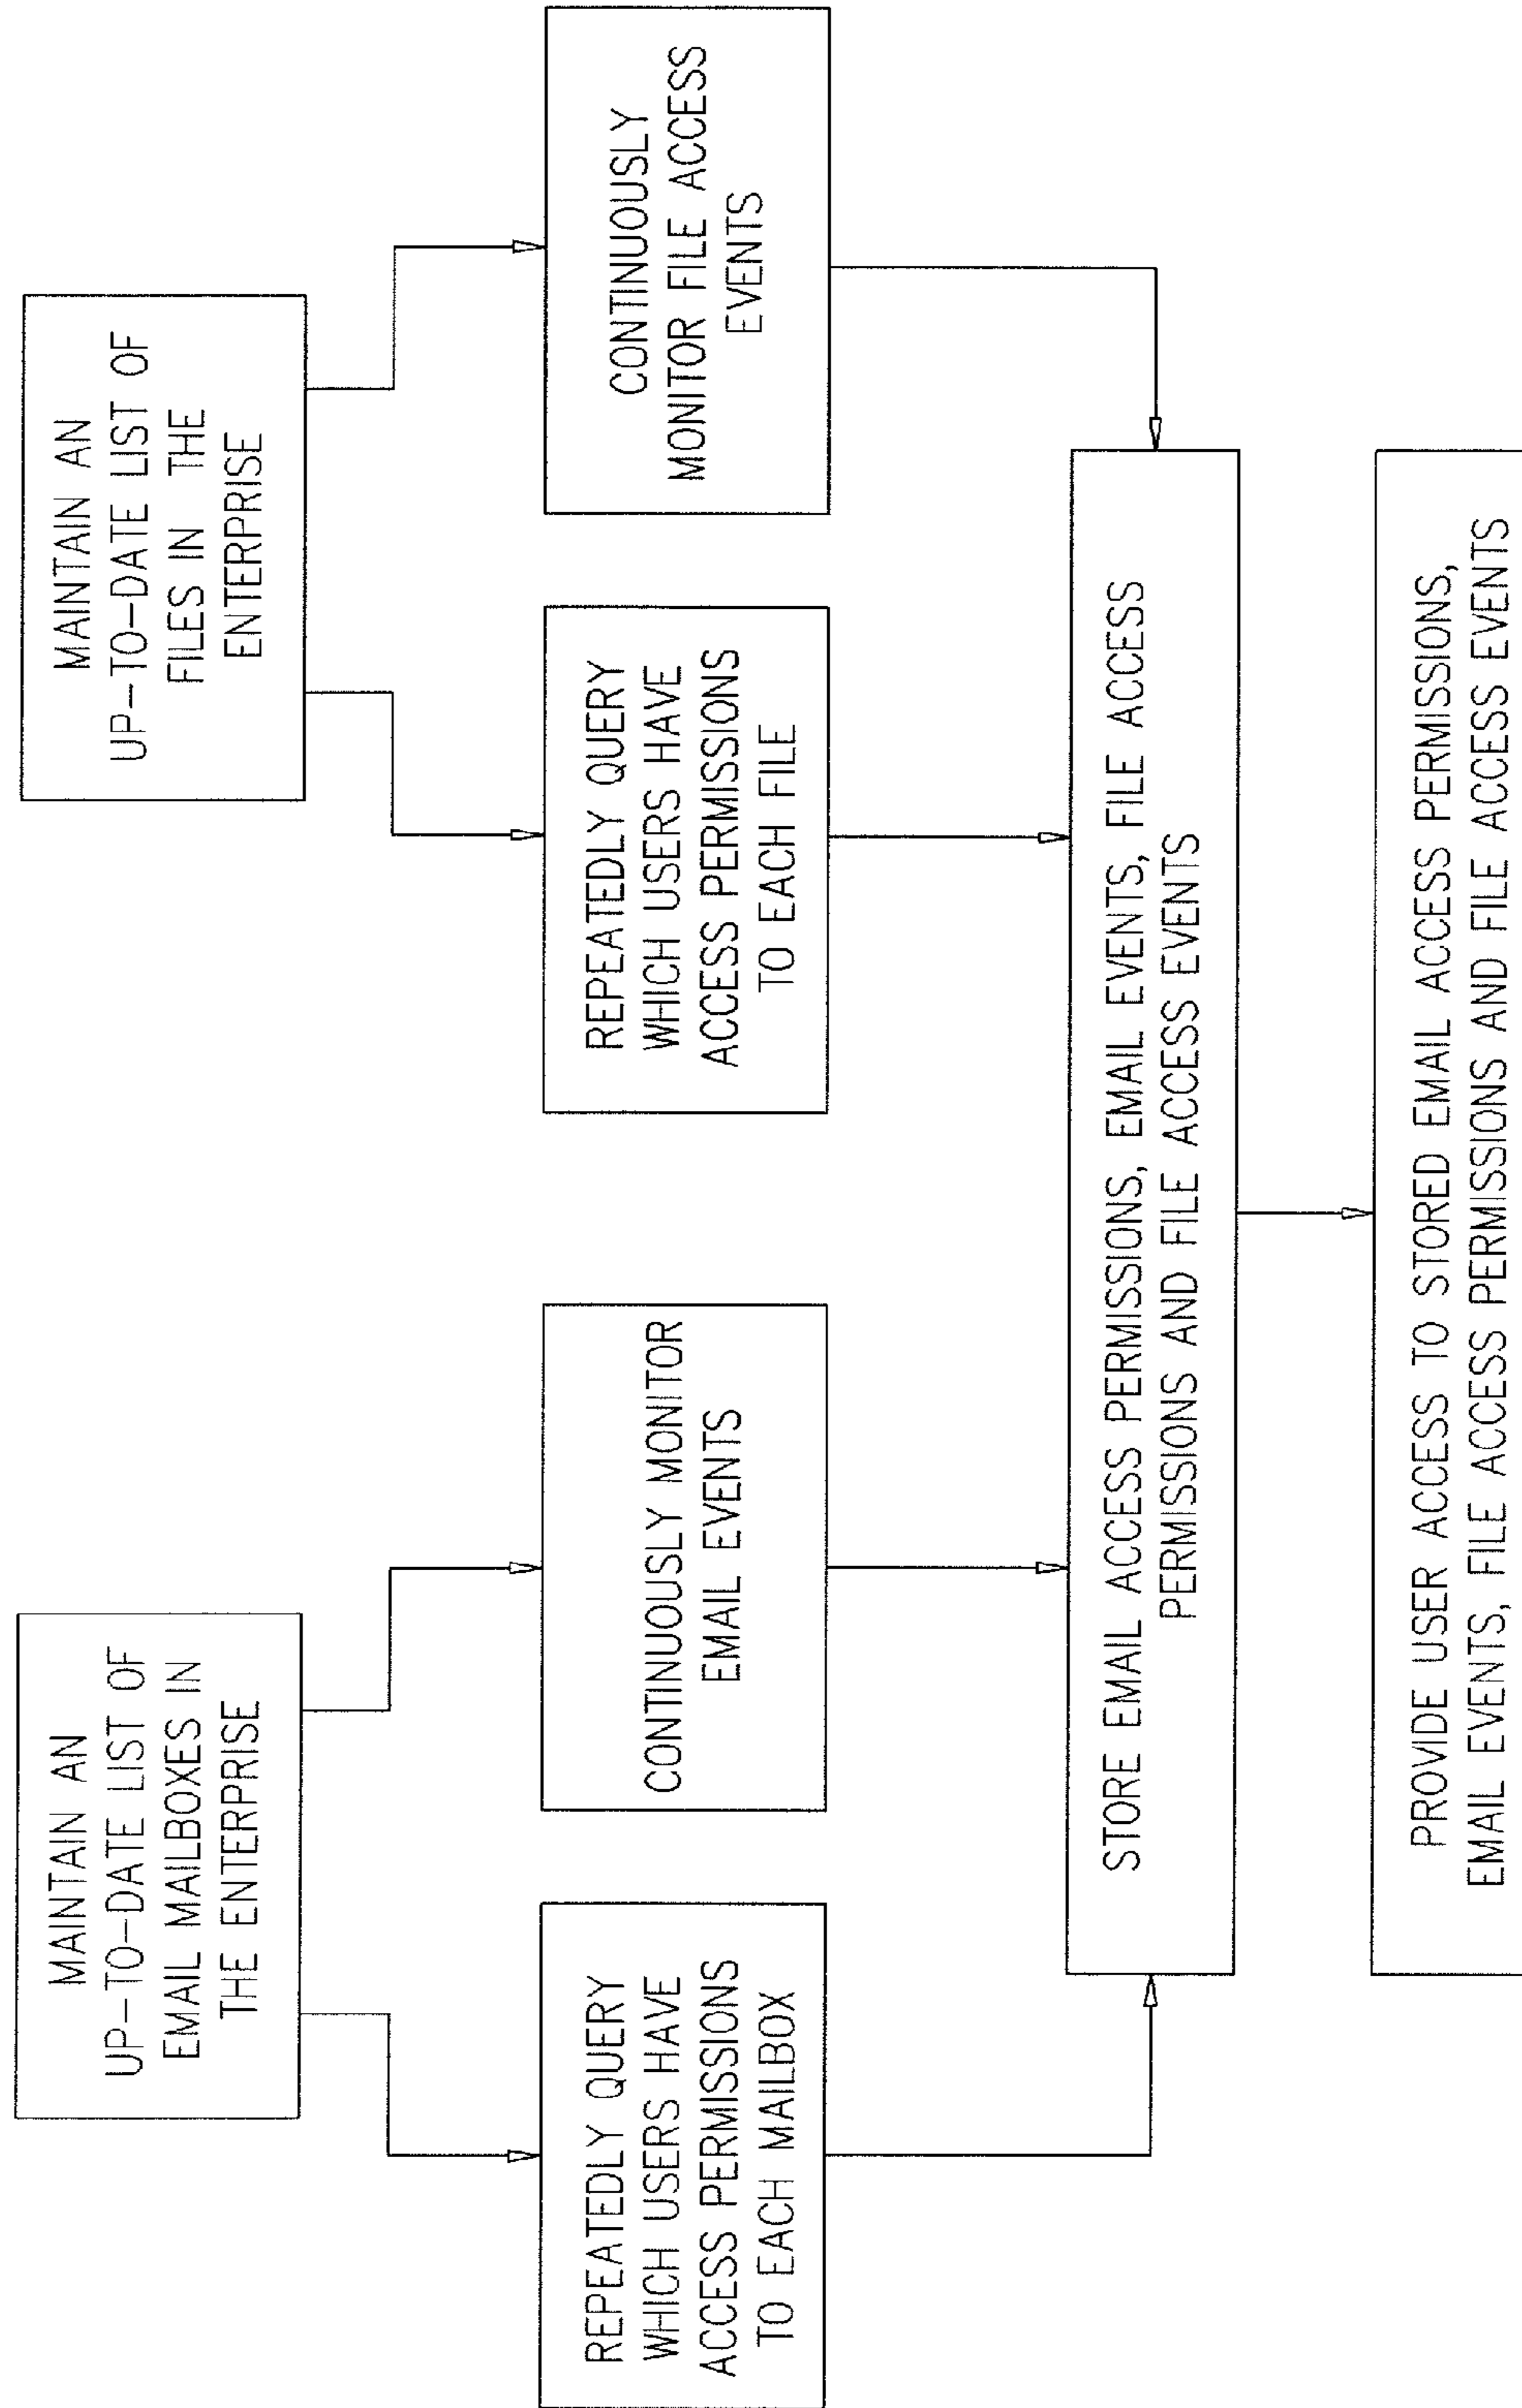 MAINTAIN AN
UP-TO-DATE LIST OF
EMAIL MAILBOXES IN
THE ENTERPRISE
MAINTAIN AN
UP-TO-DATE LIST OF
FILES IN THE
ENTERPRISE
REPEATEDLY QUERY
WHICH USERS HAVE
ACCESS PERMISSIONS
TO EACH MAILBOX
CONTINUOUSLY MONITOR
EMAIL EVENTS
REPEATEDLY QUERY
WHICH USERS HAVE
ACCESS PERMISSIONS
TO EACH FILE
CONTINUOUSLY
MONITOR FILE ACCESS
EVENTS
STORE EMAIL ACCESS PERMISSIONS, EMAIL EVENTS, FILE ACCESS
PERMISSIONS AND FILE ACCESS EVENTS
PROVIDE USER ACCESS TO STORED EMAIL ACCESS PERMISSIONS,
EMAIL EVENTS, FILE ACCESS PERMISSIONS AND FILE ACCESS EVENTS